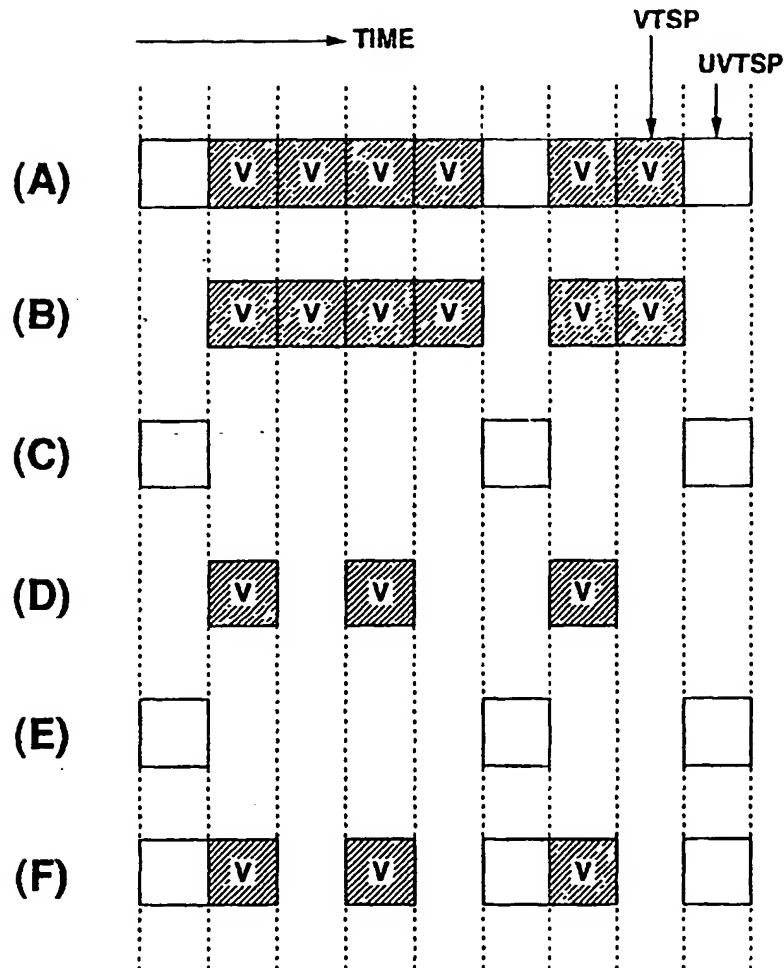 VTSP
TIME
UVTSP
(A) V V V V V V
(B) V V V V V V
(C)
(D) V V V
(E)
(F) V V V